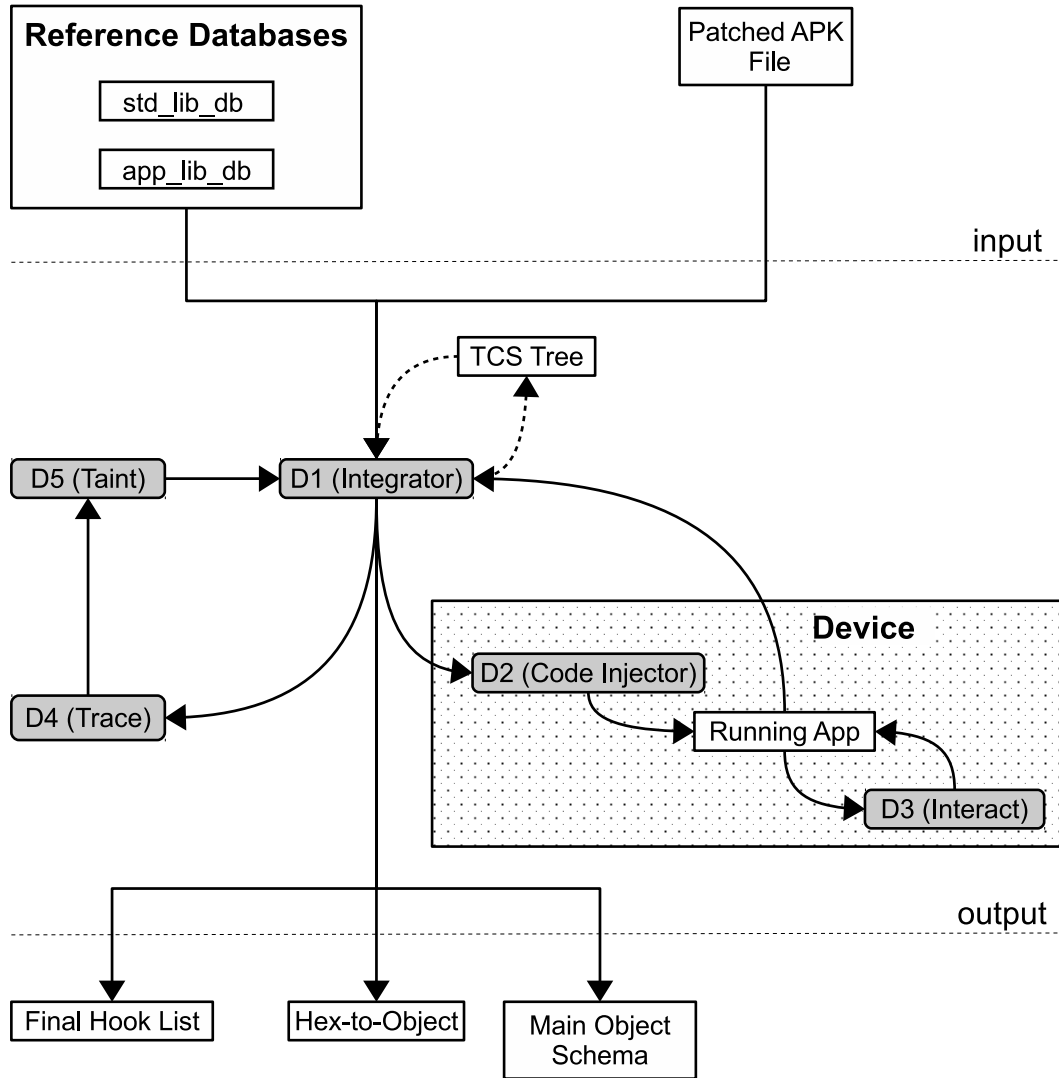 Reference Databases
std_lib_db
app_lib_db
Patched APK
File
input
TCS Tree
D5 (Taint)
D1 (Integrator)
Device
D2 (Code Injector)
D4 (Trace)
Running App
D3 (Interact)
output
Final Hook List
Hex-to-Object
Main Object
Schema